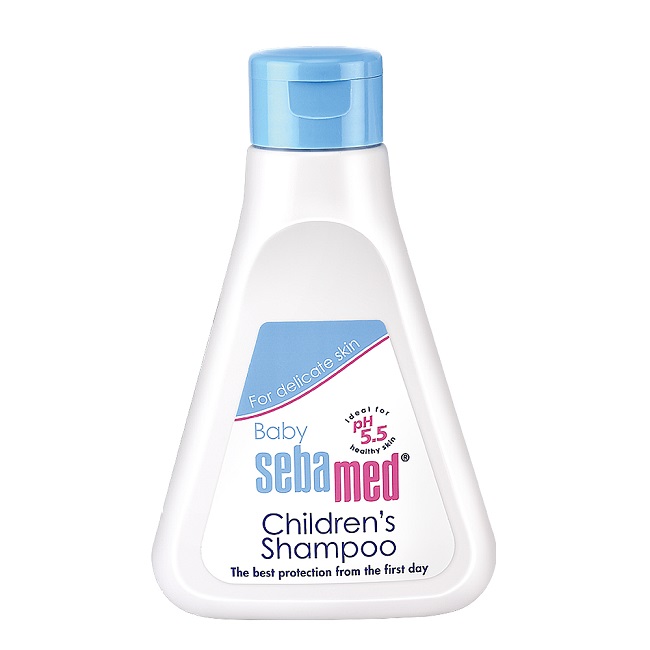 For delicate skin
ideal for
pH
5.5
healthy skin
Baby
sebamed®
Children's
Shampoo
The best protection from the first day